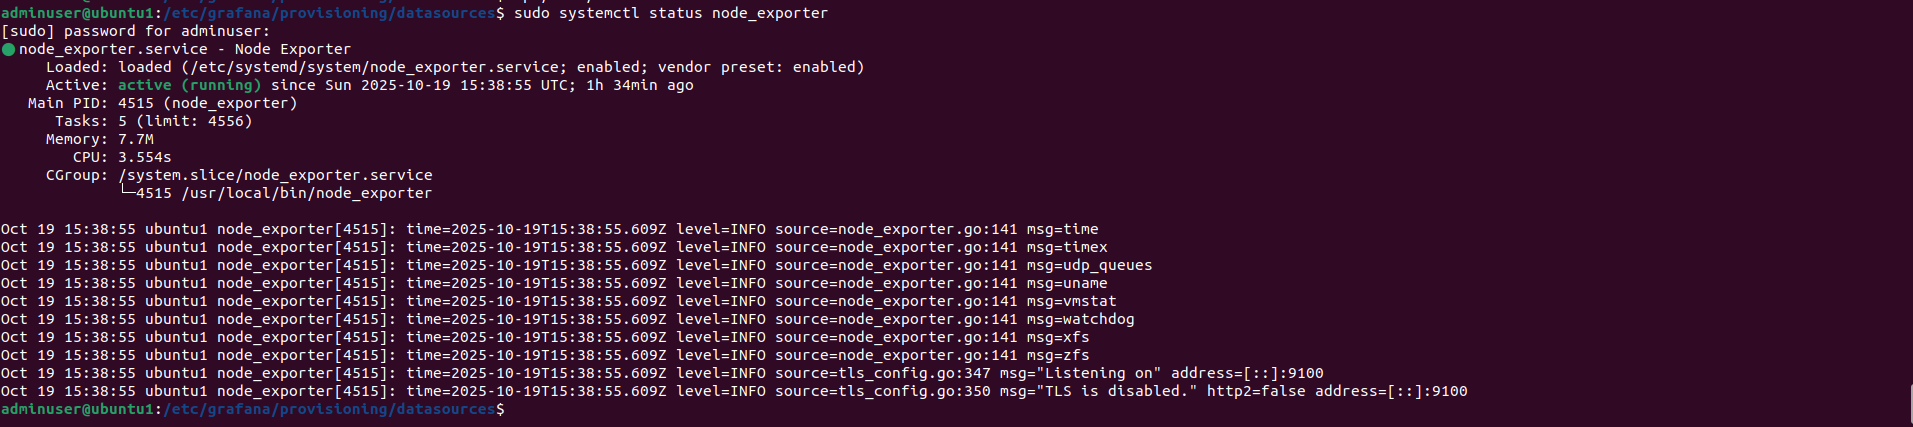 adminuser@ubuntu1:/etc/grafana/provisioning/datasources$ sudo systemctl status node_exporter
[sudo] password for adminuser:
● node_exporter.service - Node Exporter
     Loaded: loaded (/etc/systemd/system/node_exporter.service; enabled; vendor preset: enabled)
     Active: active (running) since Sun 2025-10-19 15:38:55 UTC; 1h 34min ago
   Main PID: 4515 (node_exporter)
      Tasks: 5 (limit: 4556)
     Memory: 7.7M
        CPU: 3.554s
     CGroup: /system.slice/node_exporter.service
             └─4515 /usr/local/bin/node_exporter
Oct 19 15:38:55 ubuntu1 node_exporter[4515]: time=2025-10-19T15:38:55.609Z level=INFO source=node_exporter.go:141 msg=time
Oct 19 15:38:55 ubuntu1 node_exporter[4515]: time=2025-10-19T15:38:55.609Z level=INFO source=node_exporter.go:141 msg=timex
Oct 19 15:38:55 ubuntu1 node_exporter[4515]: time=2025-10-19T15:38:55.609Z level=INFO source=node_exporter.go:141 msg=udp_queues
Oct 19 15:38:55 ubuntu1 node_exporter[4515]: time=2025-10-19T15:38:55.609Z level=INFO source=node_exporter.go:141 msg=uname
Oct 19 15:38:55 ubuntu1 node_exporter[4515]: time=2025-10-19T15:38:55.609Z level=INFO source=node_exporter.go:141 msg=vmstat
Oct 19 15:38:55 ubuntu1 node_exporter[4515]: time=2025-10-19T15:38:55.609Z level=INFO source=node_exporter.go:141 msg=watchdog
Oct 19 15:38:55 ubuntu1 node_exporter[4515]: time=2025-10-19T15:38:55.609Z level=INFO source=node_exporter.go:141 msg=xfs
Oct 19 15:38:55 ubuntu1 node_exporter[4515]: time=2025-10-19T15:38:55.609Z level=INFO source=node_exporter.go:141 msg=zfs
Oct 19 15:38:55 ubuntu1 node_exporter[4515]: time=2025-10-19T15:38:55.609Z level=INFO source=tls_config.go:347 msg="Listening on" address=[::]:9100
Oct 19 15:38:55 ubuntu1 node_exporter[4515]: time=2025-10-19T15:38:55.609Z level=INFO source=tls_config.go:350 msg="TLS is disabled." http2=false address=[::]:9100
adminuser@ubuntu1:/etc/grafana/provisioning/datasources$